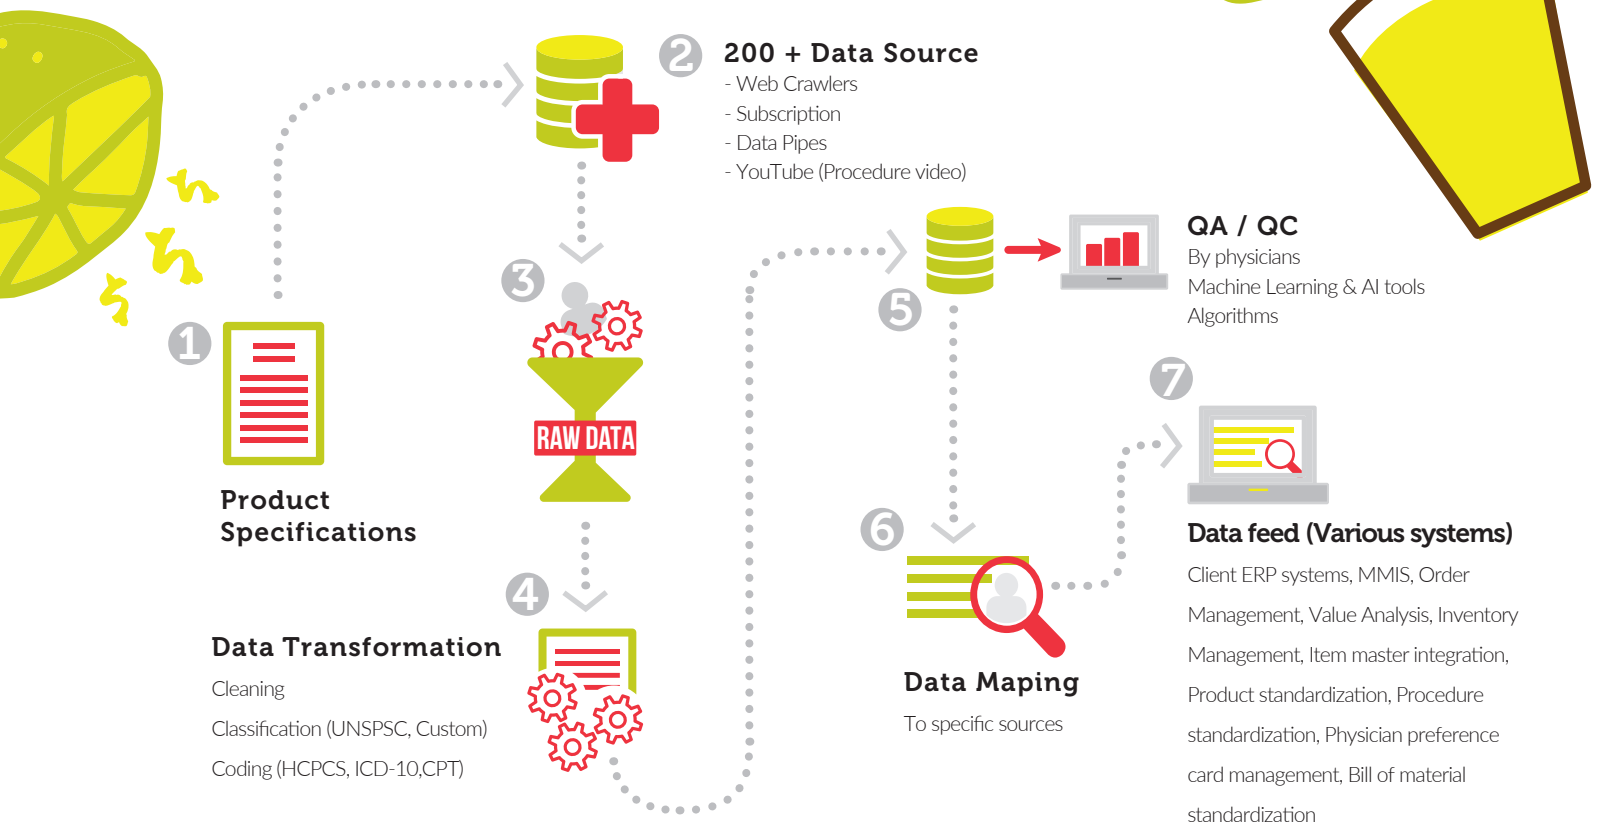 1
Product
Specifications
2
200 + Data Source
- Web Crawlers
- Subscription
- Data Pipes
- YouTube (Procedure video)
3
RAW DATA
4
Data Transformation
Cleaning
Classification (UNSPSC, Custom)
Coding (HCPCS, ICD-10,CPT)
5
QA / QC
By physicians
Machine Learning & AI tools
Algorithms
6
Data Maping
To specific sources
7
Data feed (Various systems)
Client ERP systems, MMIS, Order
Management, Value Analysis, Inventory
Management, Item master integration,
Product standardization, Procedure
standardization, Physician preference
card management, Bill of material
standardization